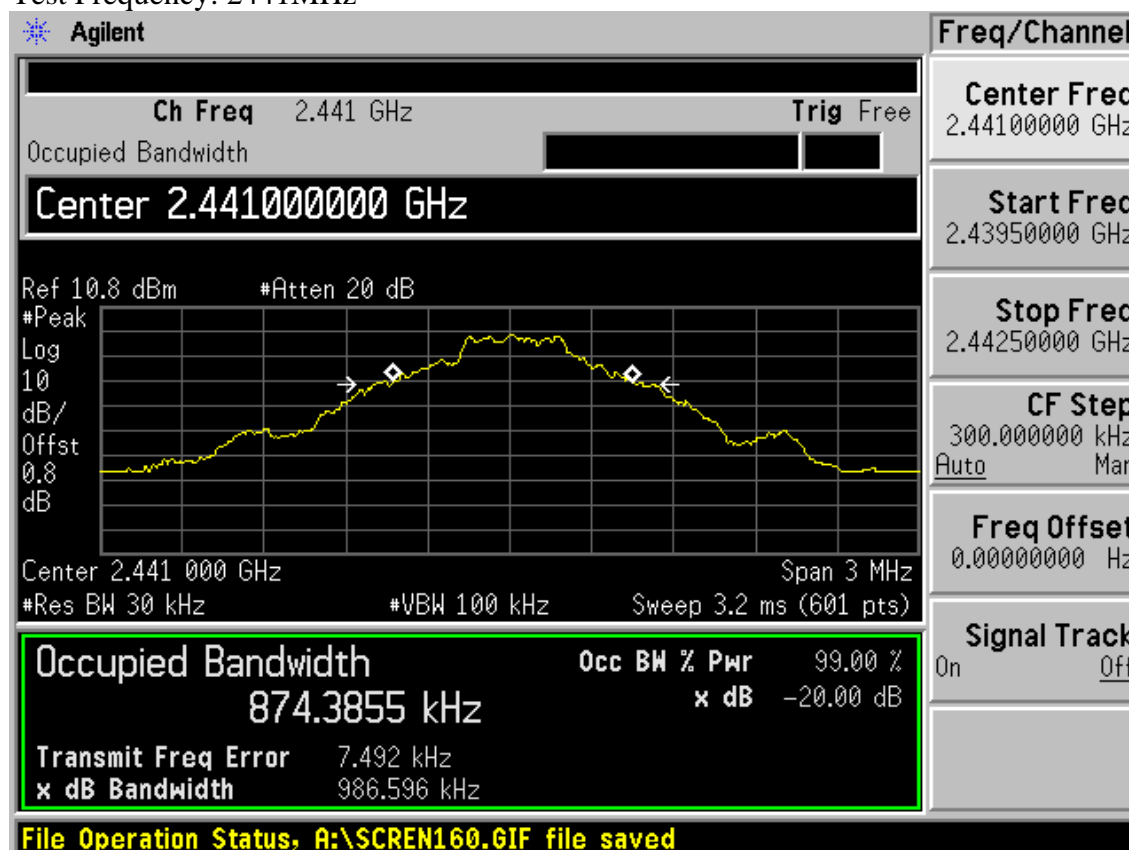 Test Frequency: 2441MHz
Agilent
Freq/Channel
Ch Freq 2.441 GHz Trig Free
Occupied Bandwidth
Center 2.441000000 GHz
Ref 10.8 dBm #Atten 20 dB
#Peak
Log
10
dB/
Offst
0.8
dB
Center 2.441 000 GHz Span 3 MHz
#Res BW 30 kHz #VBW 100 kHz Sweep 3.2 ms (601 pts)
Occupied Bandwidth Occ BW % Pwr 99.00 %
874.3855 kHz x dB -20.00 dB
Transmit Freq Error 7.492 kHz
x dB Bandwidth 986.596 kHz
File Operation Status, A:\SCREN160.GIF file saved
Center Freq
2.44100000 GHz
Start Freq
2.43950000 GHz
Stop Freq
2.44250000 GHz
CF Step
300.000000 kHz
Auto Man
Freq Offset
0.00000000 Hz
Signal Track
On Off